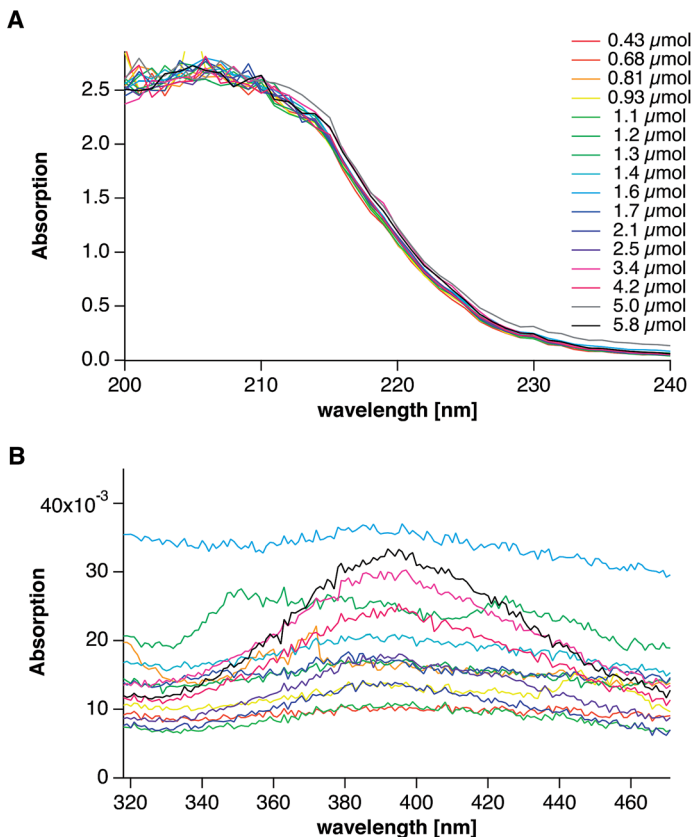 A
0.43 µmol
0.68 µmol
0.81 µmol
0.93 µmol
1.1 µmol
1.2 µmol
1.3 µmol
1.4 µmol
1.6 µmol
1.7 µmol
2.1 µmol
2.5 µmol
3.4 µmol
4.2 µmol
5.0 µmol
5.8 µmol
2.5
2.0
1.5
1.0
0.5
0.0
Absorption
200 210 220 230 240
wavelength [nm]
B
40x10-3
30
20
10
0
Absorption
320 340 360 380 400 420 440 460
wavelength [nm]